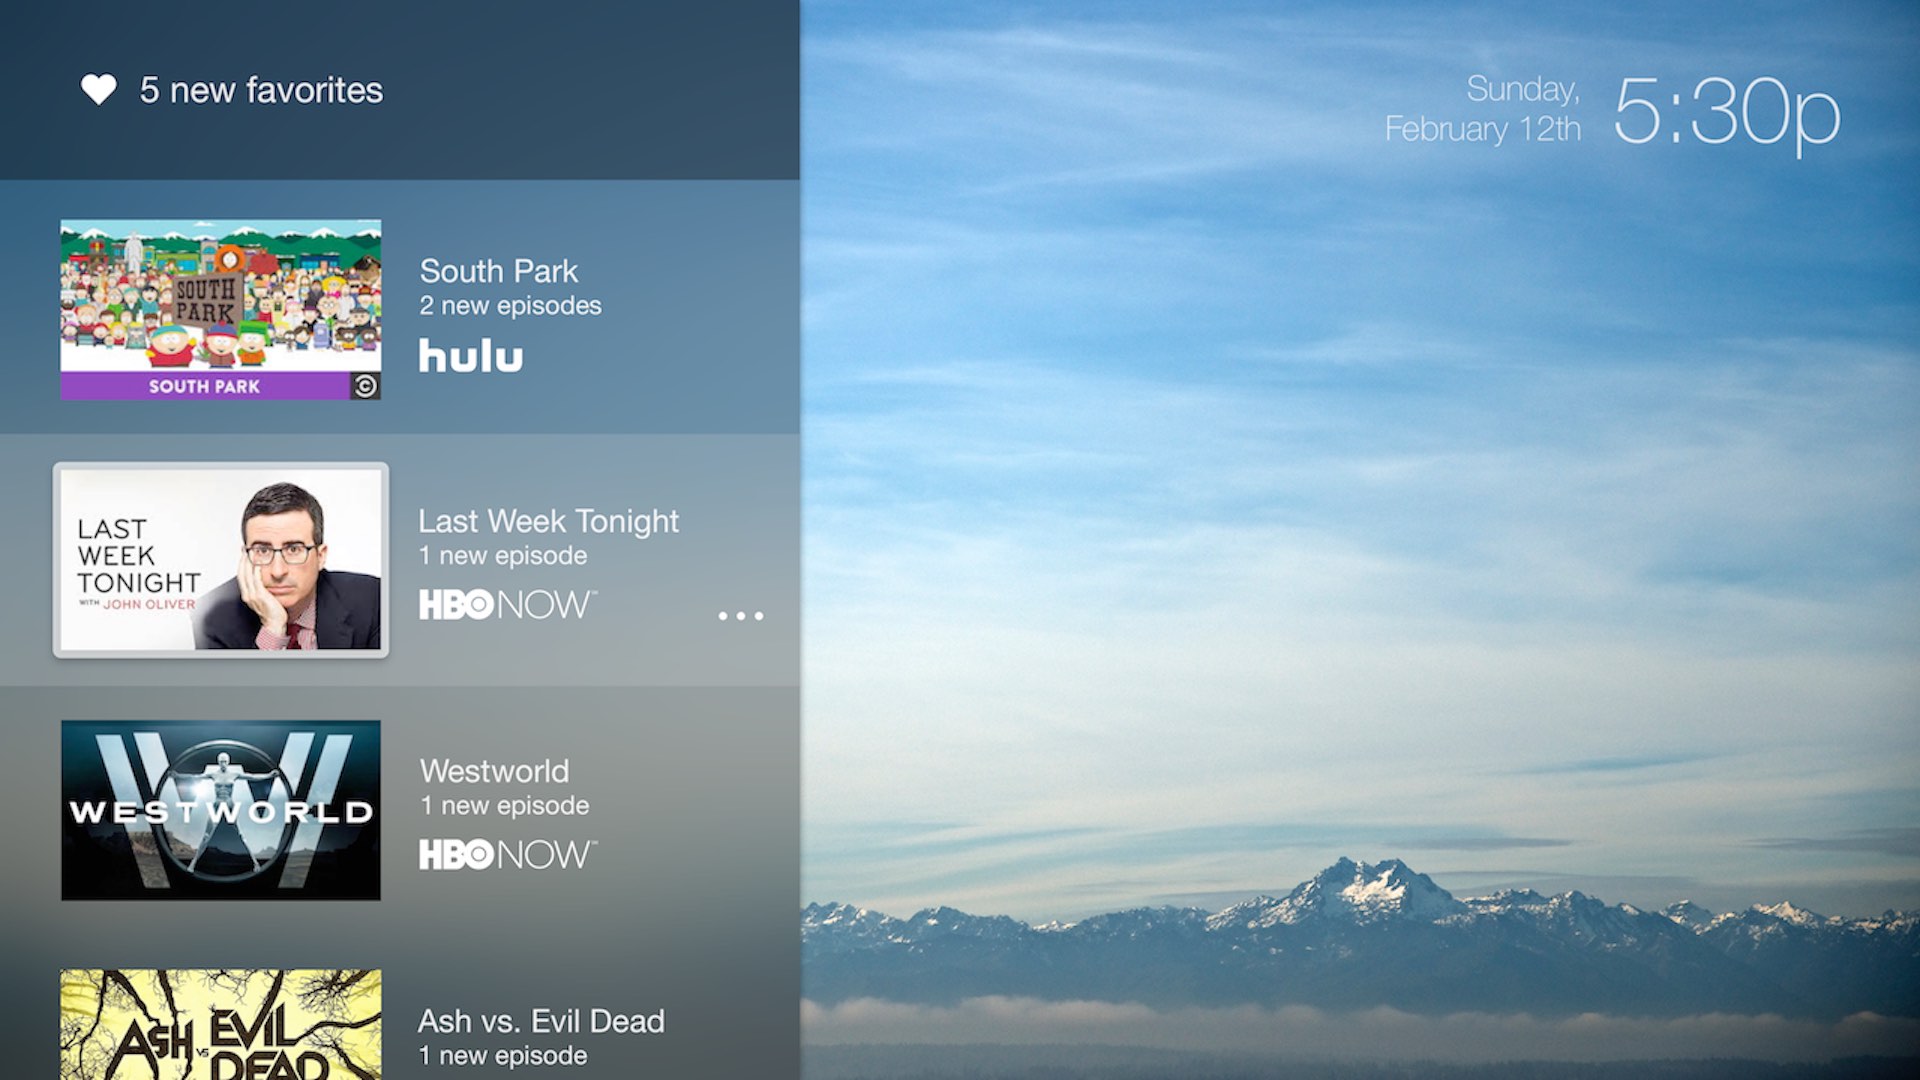 5 new favorites
Sunday,
February 12th
5:30p
SOUTH
PARK
SOUTH PARK
South Park
2 new episodes
hulu
LAST
WEEK
TONIGHT
WITH JOHN OLIVER
Last Week Tonight
1 new episode
HBO NOW
WESTWORLD
Westworld
1 new episode
HBO NOW
ASH vs EVIL
DEAD
Ash vs. Evil Dead
1 new episode